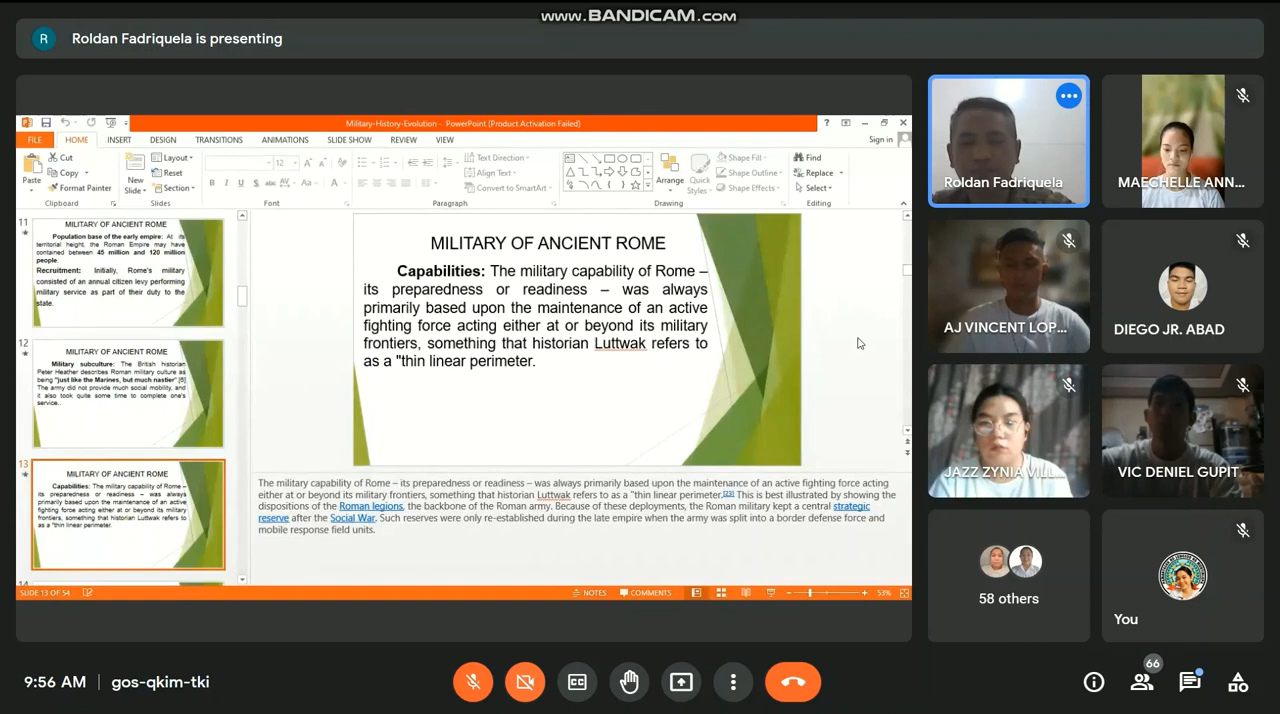 www.BANDICAM.com
R
Roldan Fadriquela is presenting
Military-History-Evolution - PowerPoint (Product Activation Failed)
FILE HOME INSERT DESIGN TRANSITIONS ANIMATIONS SLIDE SHOW REVIEW VIEW Sign in
Paste
Cut
Copy
Format Painter
Clipboard
New
Slide
Layout
Reset
Section
Slides
12
Font
Text Direction
Align Text
Convert to SmartArt
Paragraph
Arrange
Quick
Styles
Shape Fill
Shape Outline
Shape Effects
Drawing
Find
Replace
Select
Editing
11
MILITARY OF ANCIENT ROME
Population base of the early empire: At its
territorial height, the Roman Empire may have
contained between 45 million and 120 million
people.
Recruitment: Initially, Rome's military
consisted of an annual citizen levy performing
military service as part of their duty to the
state.
12
MILITARY OF ANCIENT ROME
Military subculture: The British historian
Peter Heather describes Roman military culture as
being "just like the Marines, but much nastier".[6]
The army did not provide much social mobility, and
it also took quite some time to complete one's
service..
13
MILITARY OF ANCIENT ROME
Capabilities: The military capability of Rome –
its preparedness or readiness – was always
primarily based upon the maintenance of an active
fighting force acting either at or beyond its military
frontiers, something that historian Luttwak refers to
as a "thin linear perimeter.
14
MILITARY OF ANCIENT ROME
Capabilities: The military capability of Rome –
its preparedness or readiness – was always
primarily based upon the maintenance of an active
fighting force acting either at or beyond its military
frontiers, something that historian Luttwak refers to
as a "thin linear perimeter.
The military capability of Rome – its preparedness or readiness – was always primarily based upon the maintenance of an active fighting force acting
either at or beyond its military frontiers, something that historian Luttwak refers to as a "thin linear perimeter.[23] This is best illustrated by showing the
dispositions of the Roman legions, the backbone of the Roman army. Because of these deployments, the Roman military kept a central strategic
reserve after the Social War. Such reserves were only re-established during the late empire when the army was split into a border defense force and
mobile response field units.
SLIDE 13 OF 54
NOTES
COMMENTS
53%
Roldan Fadriquela
MAECHELLE ANN...
AJ VINCENT LOP...
DIEGO JR. ABAD
JAZZ ZYNIA VILL...
VIC DENIEL GUPIT
58 others
You
9:56 AM | gos-qkim-tki
66